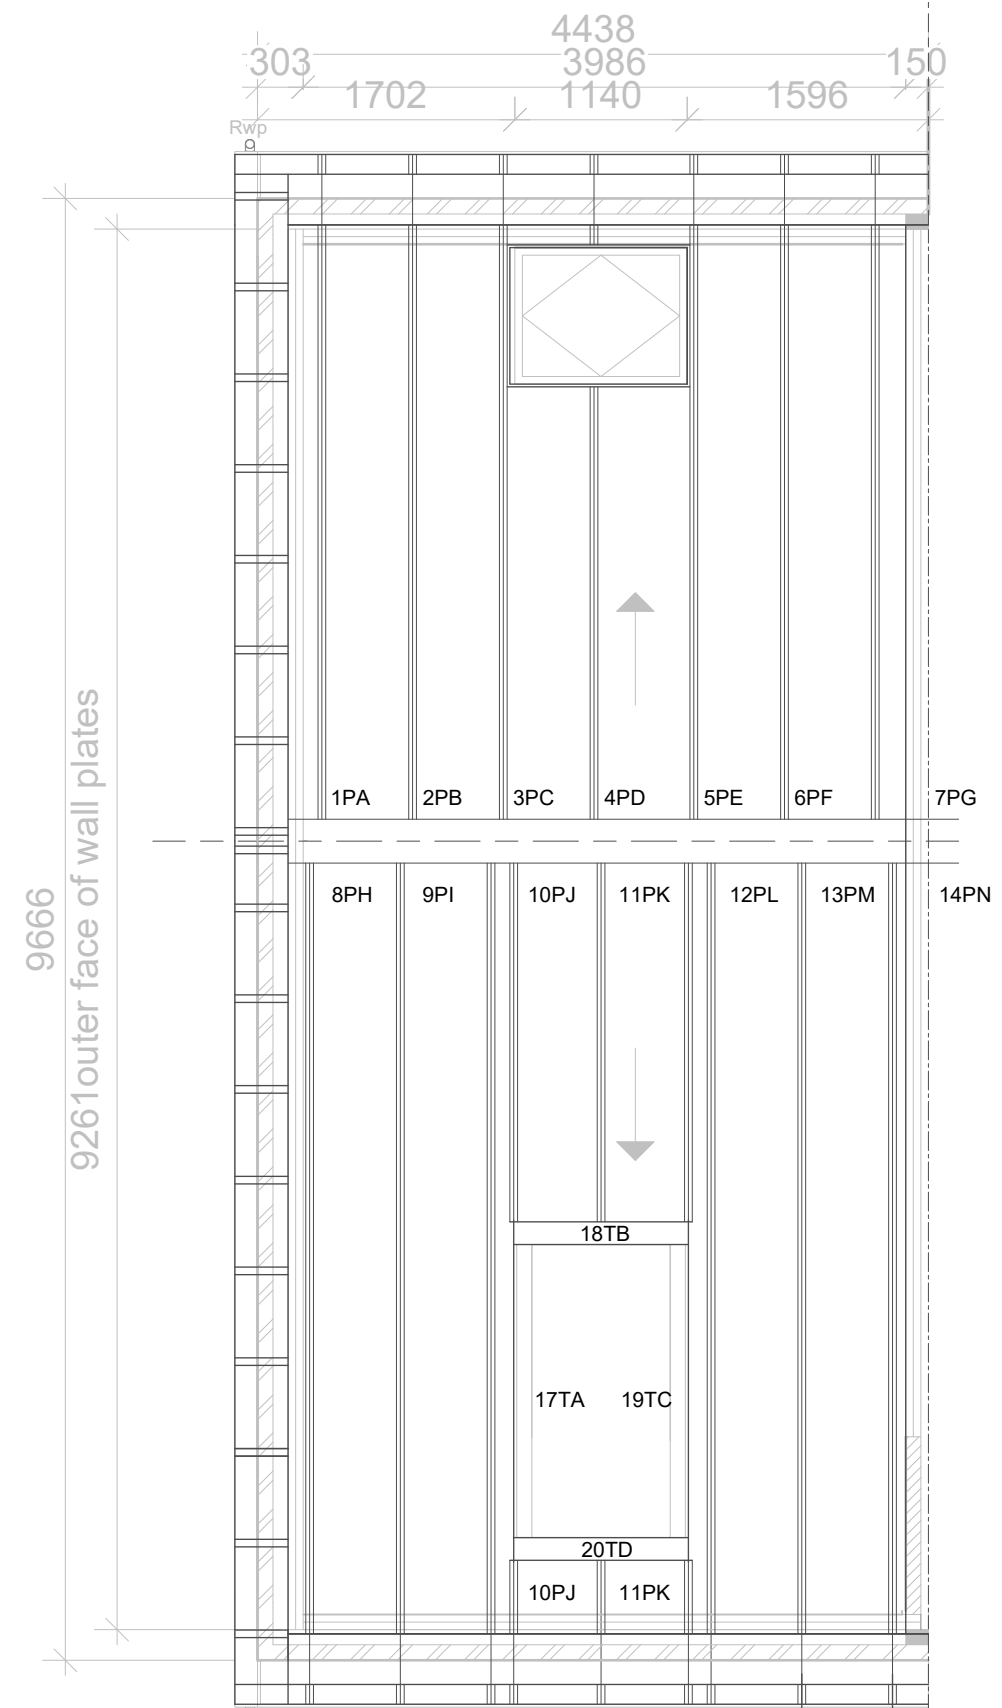 4438
303 3986 150
1702 1140 1596
Rwp
1PA 2PB 3PC 4PD 5PE 6PF 7PG
8PH 9PI 10PJ 11PK 12PL 13PM 14PN
9666
9261outer face of wall plates
18TB
17TA 19TC
20TD
10PJ 11PK